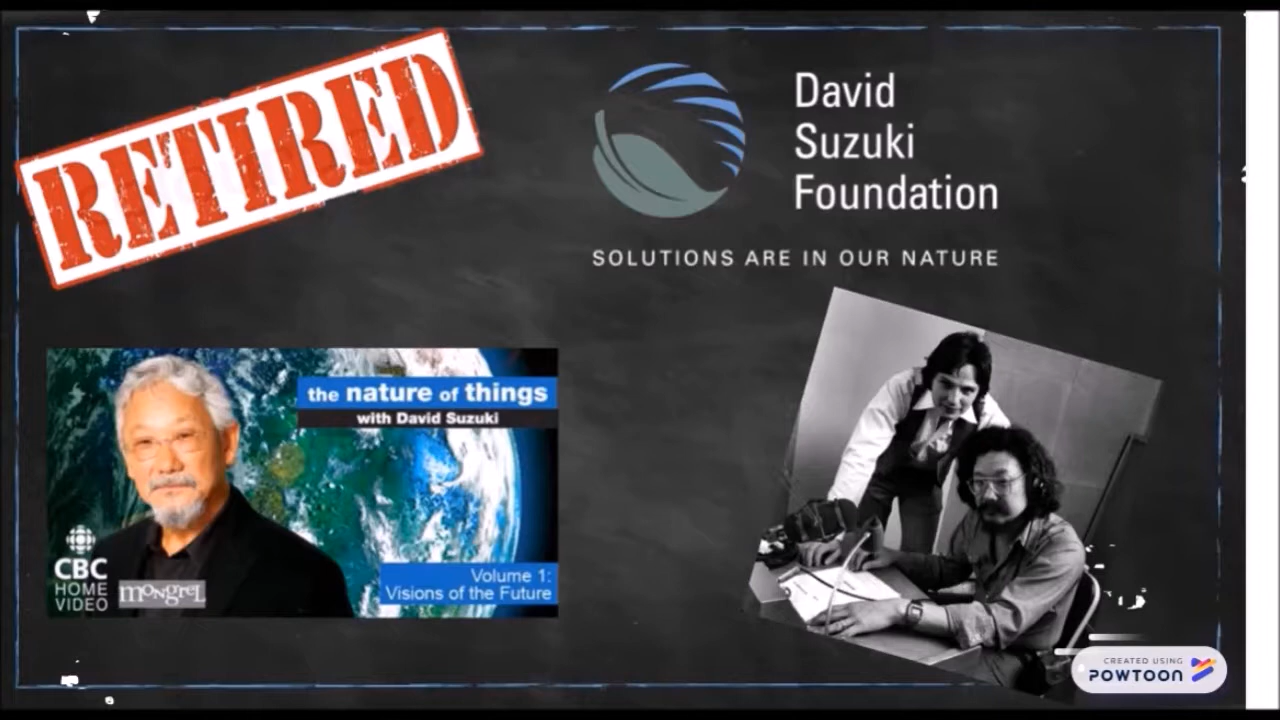 RETIRED
David
Suzuki
Foundation
SOLUTIONS ARE IN OUR NATURE
the nature of things
with David Suzuki
CBC
HOME
VIDEO
mongrel
Volume 1:
Visions of the Future
CREATED USING
POWTOON